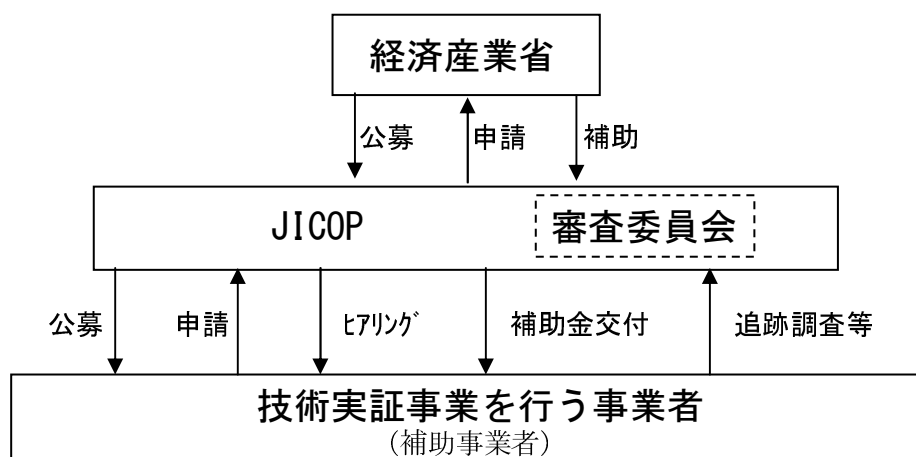 経済産業省
公募
申請
補助
JICOP
審査委員会
公募
申請
ﾋｱﾘﾝｸﾞ
補助金交付
追跡調査等
技術実証事業を行う事業者
(補助事業者)